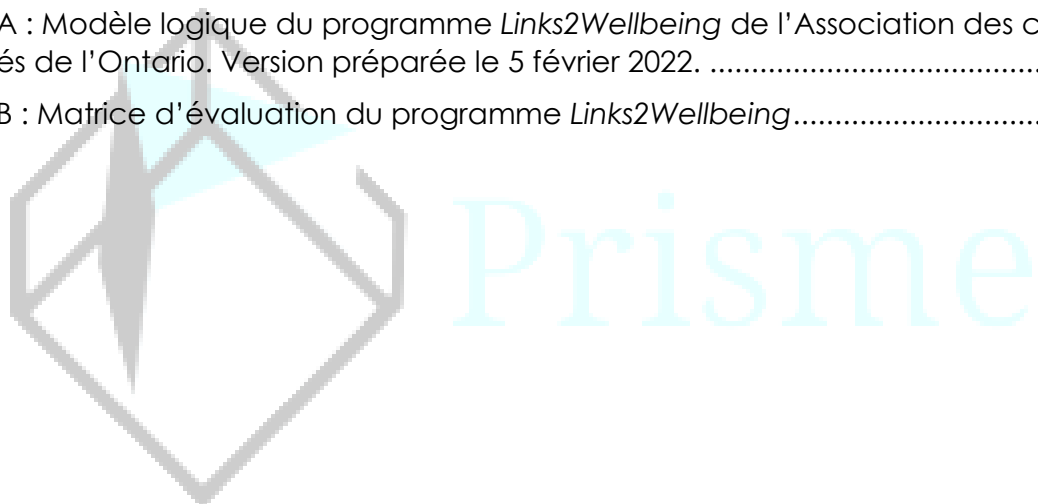 A : Modèle logique du programme Links2Wellbeing de l’Association des c
és de l’Ontario. Version préparée le 5 février 2022. ....................................
B : Matrice d’évaluation du programme Links2Wellbeing...........................
Prisme